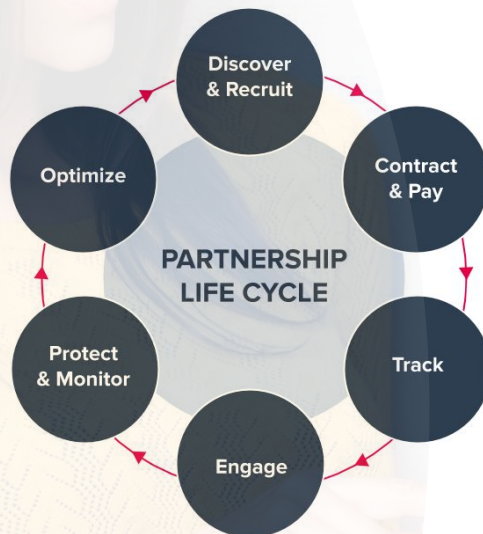 Discover
& Recruit
Contract
& Pay
Track
Engage
Protect
& Monitor
Optimize
PARTNERSHIP
LIFE CYCLE